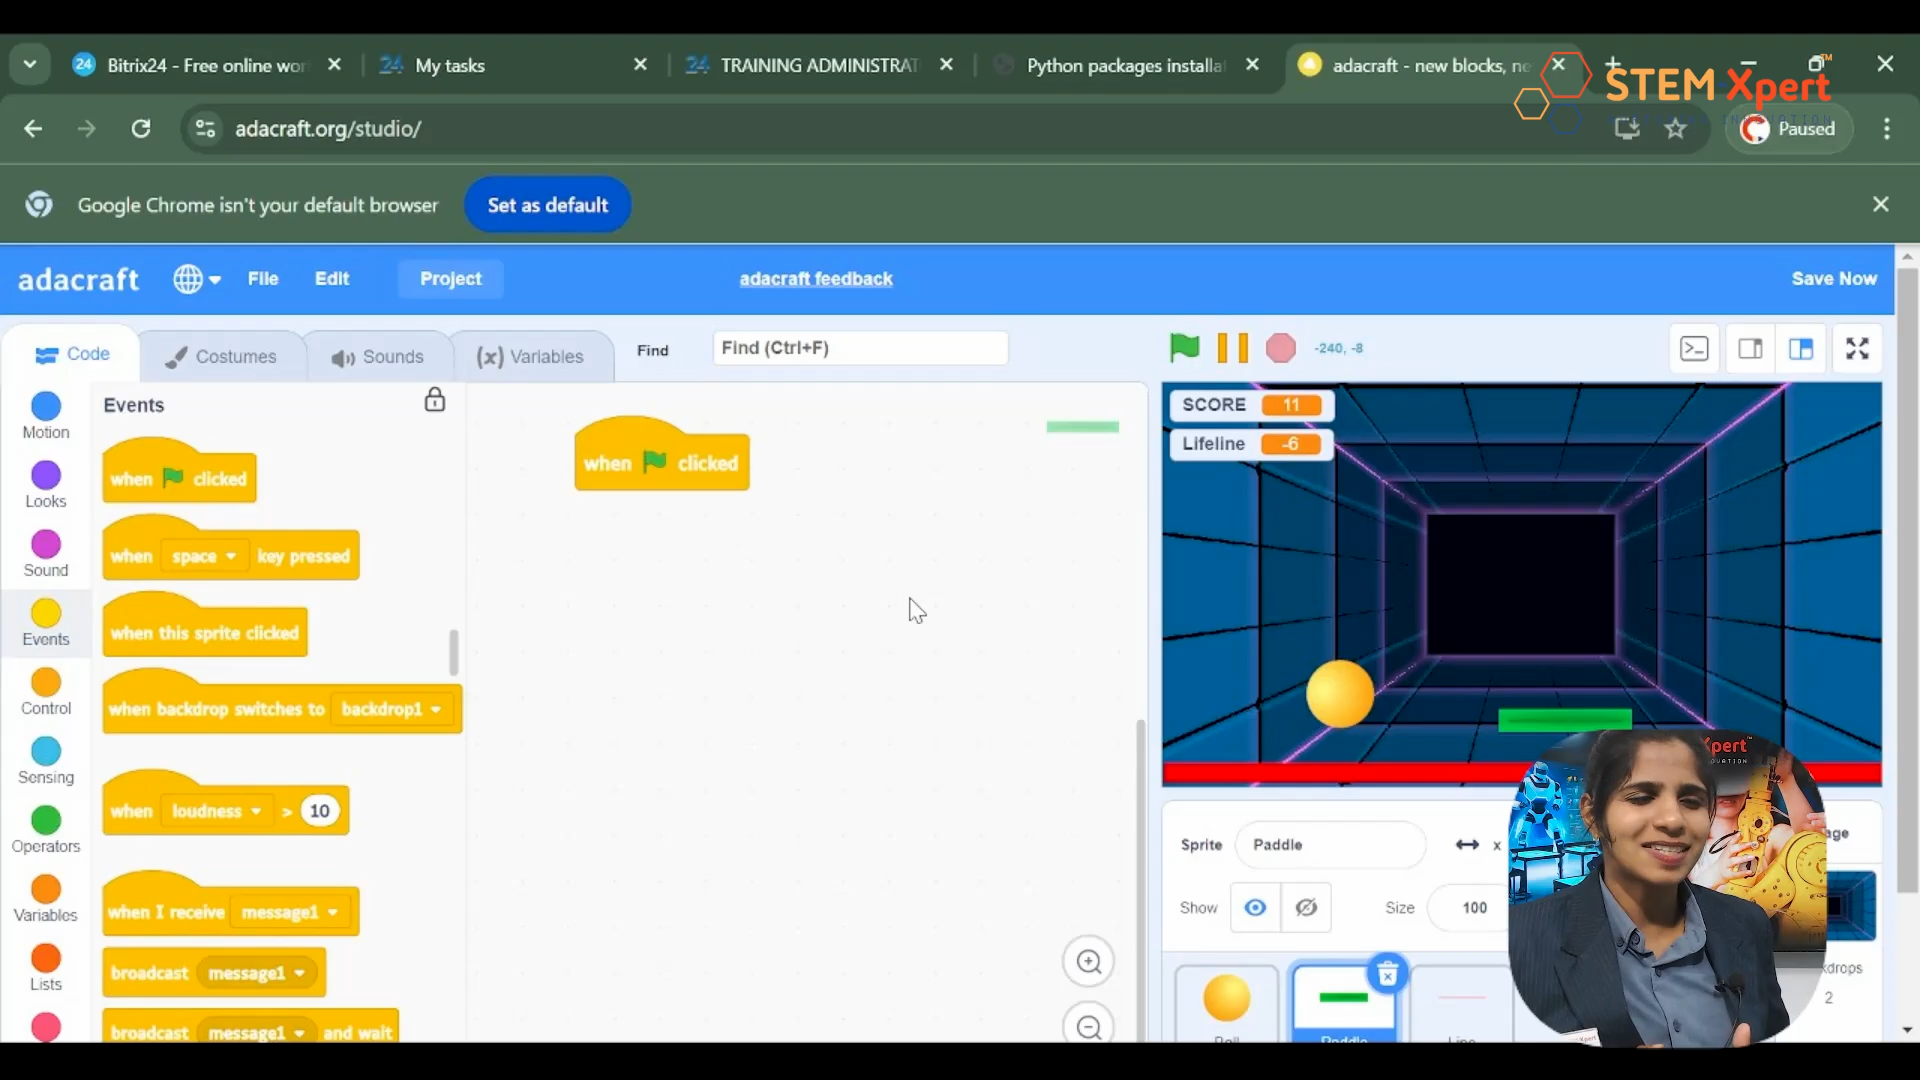 Bitrix24 - Free online wor
My tasks
TRAINING ADMINISTRAT
Python packages installa
adacraft - new blocks, ne
STEM Xpert
adacraft.org/studio/
Paused
Google Chrome isn't your default browser
Set as default
adacraft
File
Edit
Project
adacraft feedback
Save Now
Code
Costumes
Sounds
(x) Variables
Find
Find (Ctrl+F)
-240, -8
Motion
Looks
Sound
Events
Control
Sensing
Operators
Variables
Lists
Events
when clicked
when space key pressed
when this sprite clicked
when backdrop switches to backdrop1
when loudness > 10
when I receive message1
broadcast message1
broadcast message1 and wait
when clicked
SCORE 11
Lifeline -6
Sprite
Paddle
x
Show
Size
100
Xpert
2